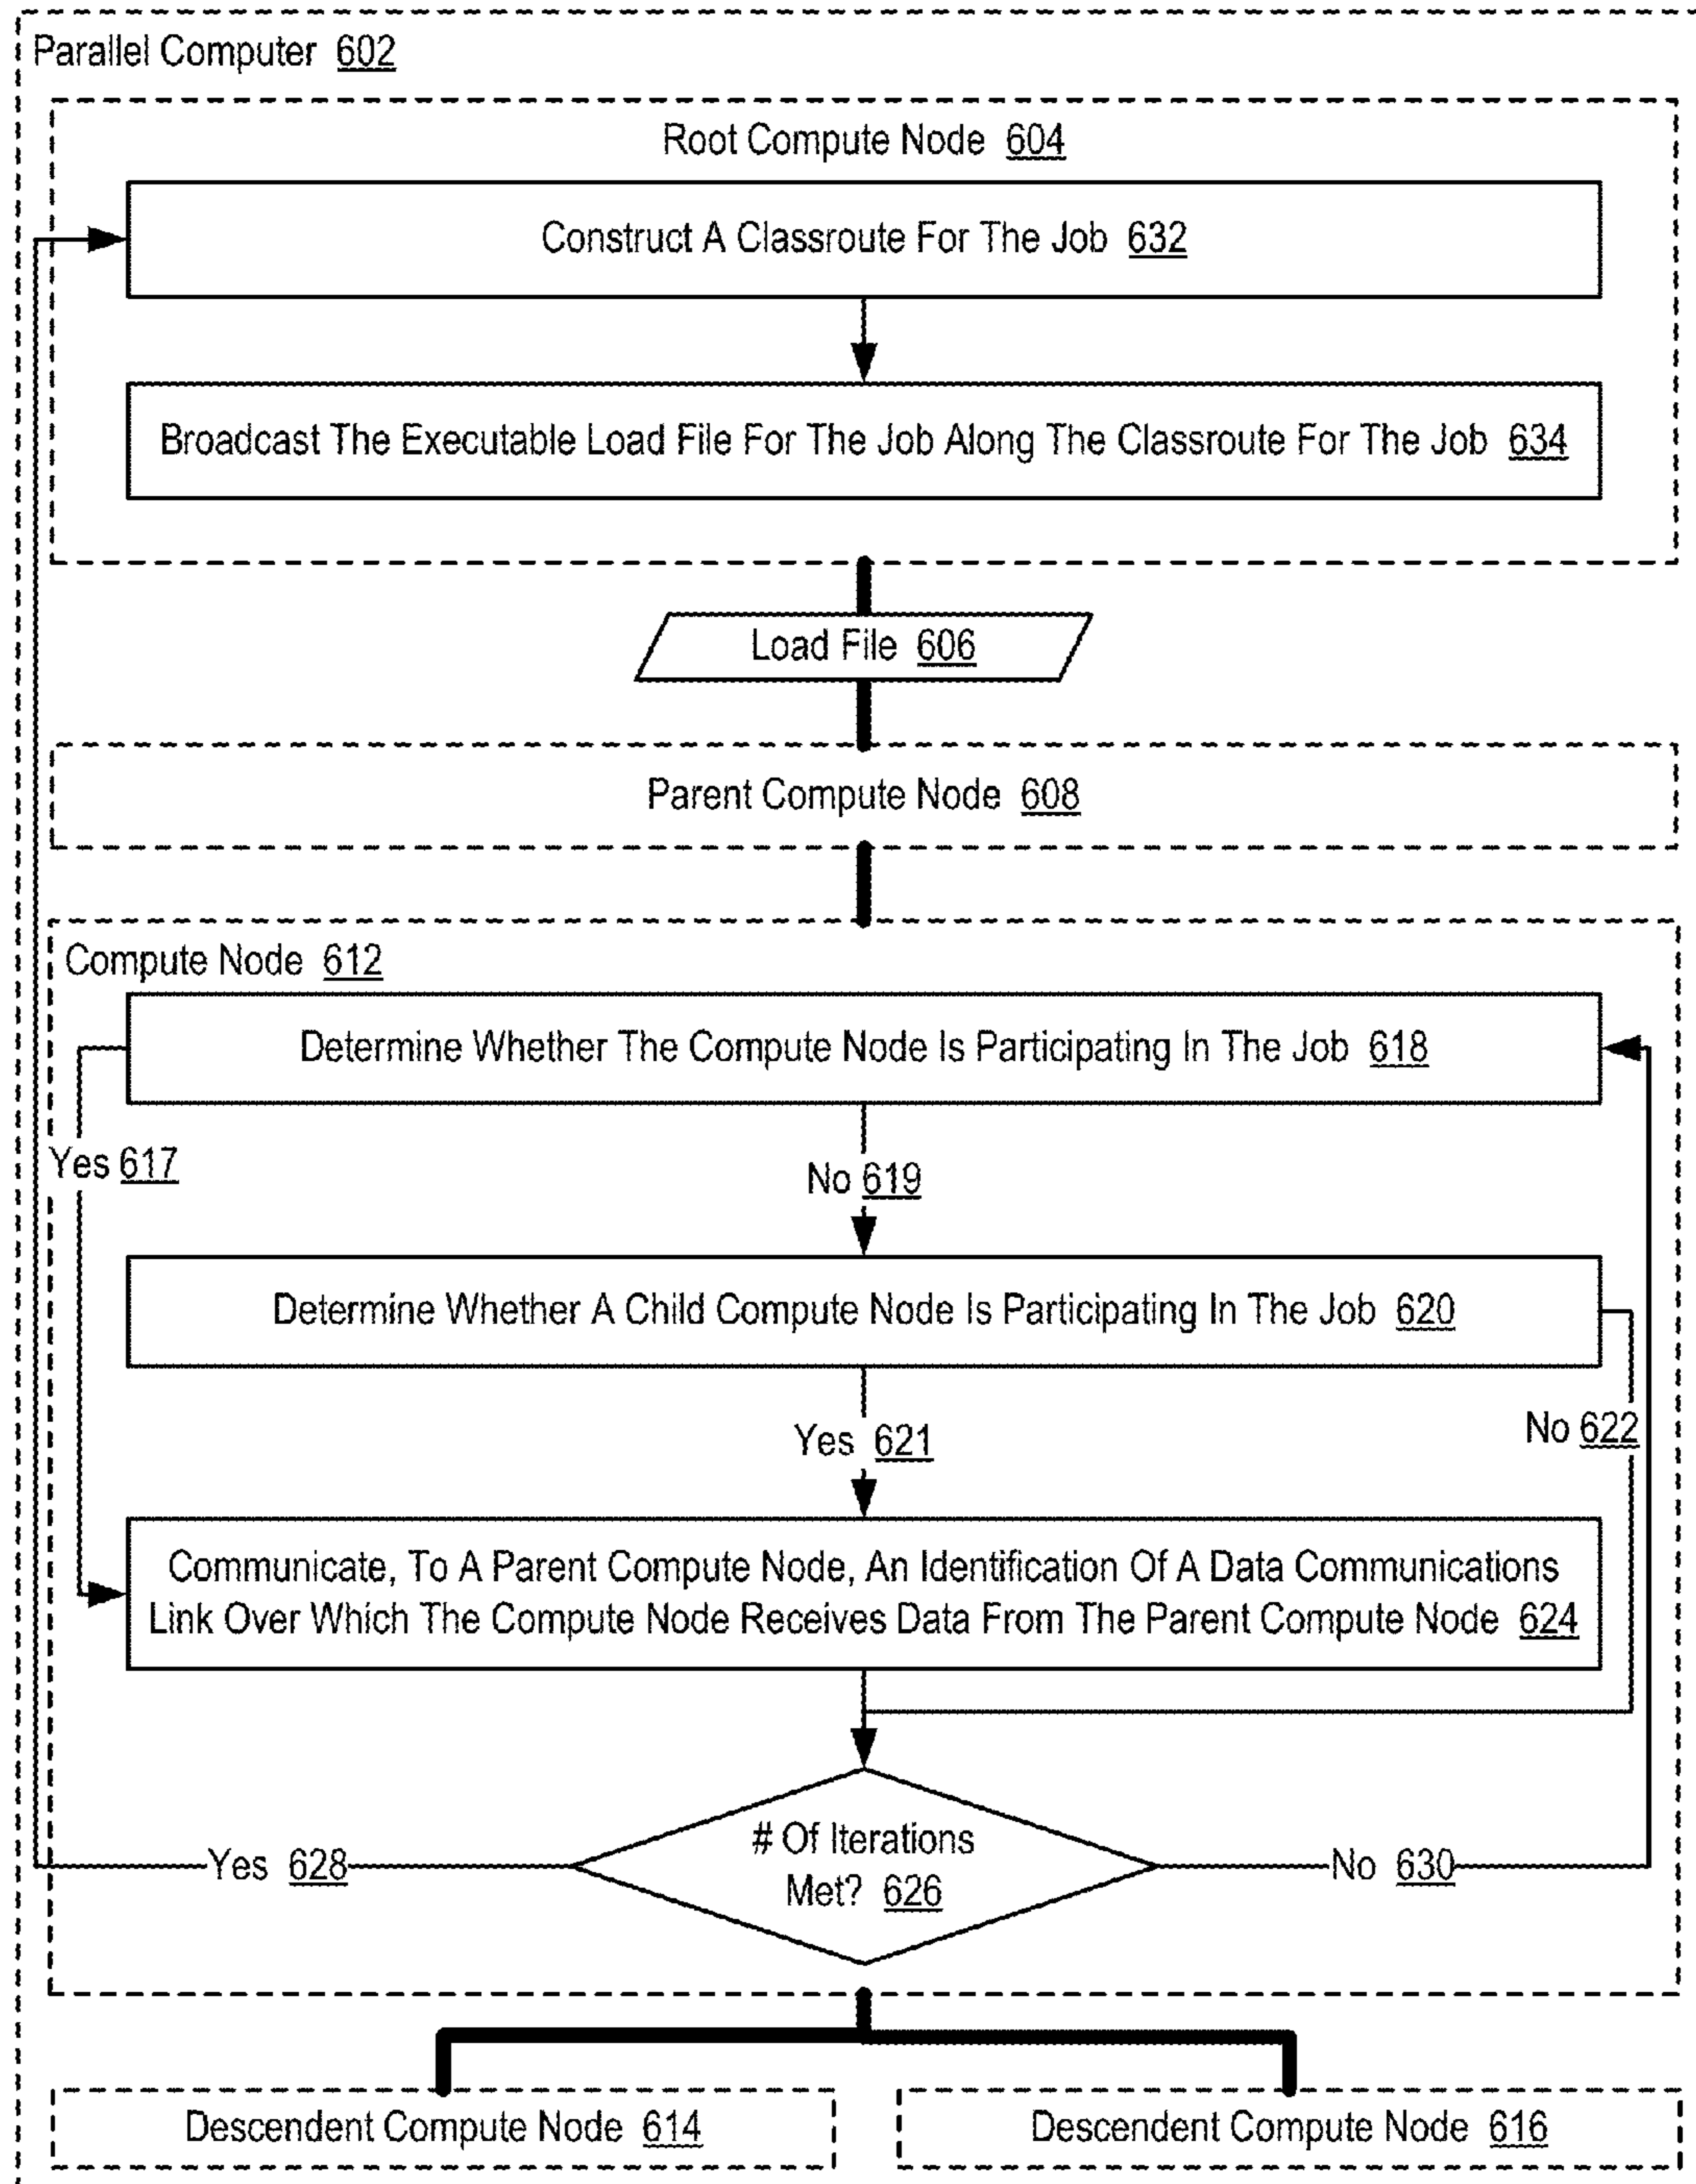 Parallel Computer 602
Root Compute Node 604
Construct A Classroute For The Job 632
Broadcast The Executable Load File For The Job Along The Classroute For The Job 634
Load File 606
Parent Compute Node 608
Compute Node 612
Determine Whether The Compute Node Is Participating In The Job 618
Yes 617
No 619
Determine Whether A Child Compute Node Is Participating In The Job 620
No 622
Yes 621
Communicate, To A Parent Compute Node, An Identification Of A Data Communications
Link Over Which The Compute Node Receives Data From The Parent Compute Node 624
# Of Iterations
Met? 626
Yes 628
No 630
Descendent Compute Node 614
Descendent Compute Node 616